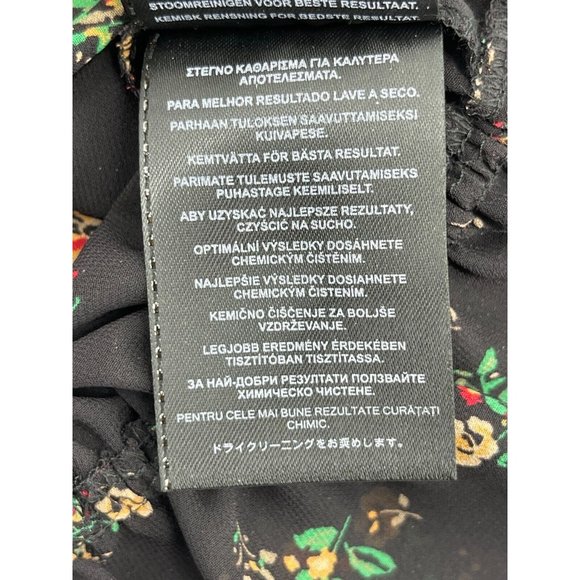 STOOMREINIGEN VOOR BESTE RESULTAAT.
KEMISK RENSNING FOR BEDSTE RESULTAT.
ΣΤΕΓΝΟ ΚΑΘΑΡΙΣΜΑ ΓΙΑ ΚΑΛΥΤΕΡΑ
ΑΠΟΤΕΛΕΣΜΑΤΑ.
PARA MELHOR RESULTADO LAVE A SECO.
PARHAAN TULOKSEN SAAVUTTAMISEKSI
KUIVAPESE.
KEMTVÄTTA FÖR BÄSTA RESULTAT.
PARIMATE TULEMUSTE SAAVUTAMISEKS
PUHASTAGE KEEMILISELT.
ABY UZYSKAĆ NAJLEPSZE REZULTATY,
CZYŚCIĆ NA SUCHO.
OPTIMÁLNÍ VÝSLEDKY DOSÁHNETE
CHEMICKÝM ČIŠTĚNÍM.
NAJLEPŠIE VÝSLEDKY DOSIAHNETE
CHEMICKÝM ČISTENÍM.
KEMIČNO ČIŠČENJE ZA BOLJŠE
VZDRŽEVANJE.
LEGJOBB EREDMÉNY ÉRDEKÉBEN
TISZTÍTÓBAN TISZTÍTASSA.
ЗА НАЙ-ДОБРИ РЕЗУЛТАТИ ПОЛЗВАЙТЕ
ХИМИЧЕСКО ЧИСТЕНЕ.
PENTRU CELE MAI BUNE REZULTATE CURĂȚAȚI
CHIMIC.
ドライクリーニングをお奨めします。